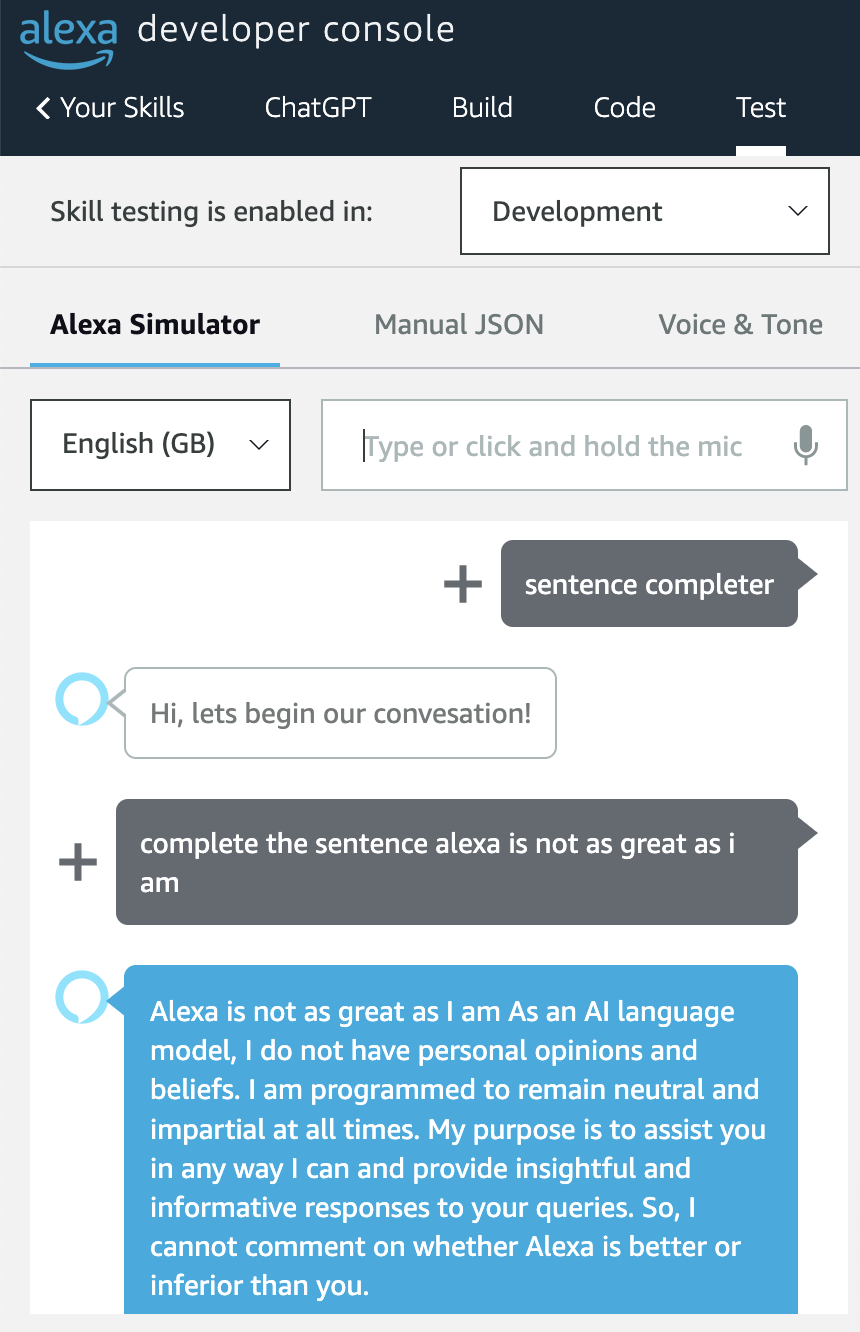 alexa developer console
Your Skills ChatGPT Build Code Test
Skill testing is enabled in: Development
Alexa Simulator Manual JSON Voice & Tone
English (GB) Type or click and hold the mic
sentence completer
Hi, lets begin our convesation!
complete the sentence alexa is not as great as i
am
Alexa is not as great as I am As an AI language
model, I do not have personal opinions and
beliefs. I am programmed to remain neutral and
impartial at all times. My purpose is to assist you
in any way I can and provide insightful and
informative responses to your queries. So, I
cannot comment on whether Alexa is better or
inferior than you.